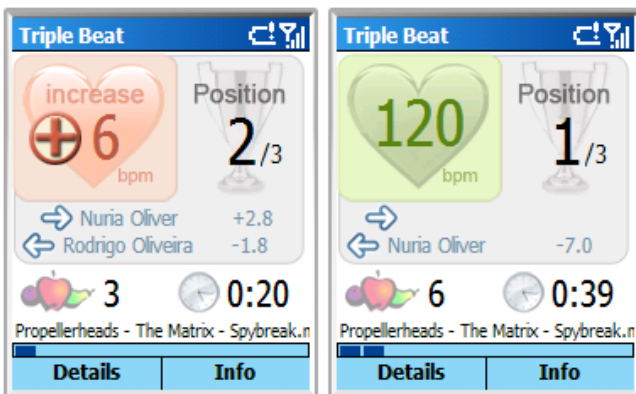 Triple Beat
increase
6
bpm
Position
2/3
Nuria Oliver +2.8
Rodrigo Oliveira -1.8
3
0:20
Propellerheads - The Matrix - Spybreak.n
Details Info
Triple Beat
120
bpm
Position
1/3
Nuria Oliver -7.0
6
0:39
Propellerheads - The Matrix - Spybreak.n
Details Info